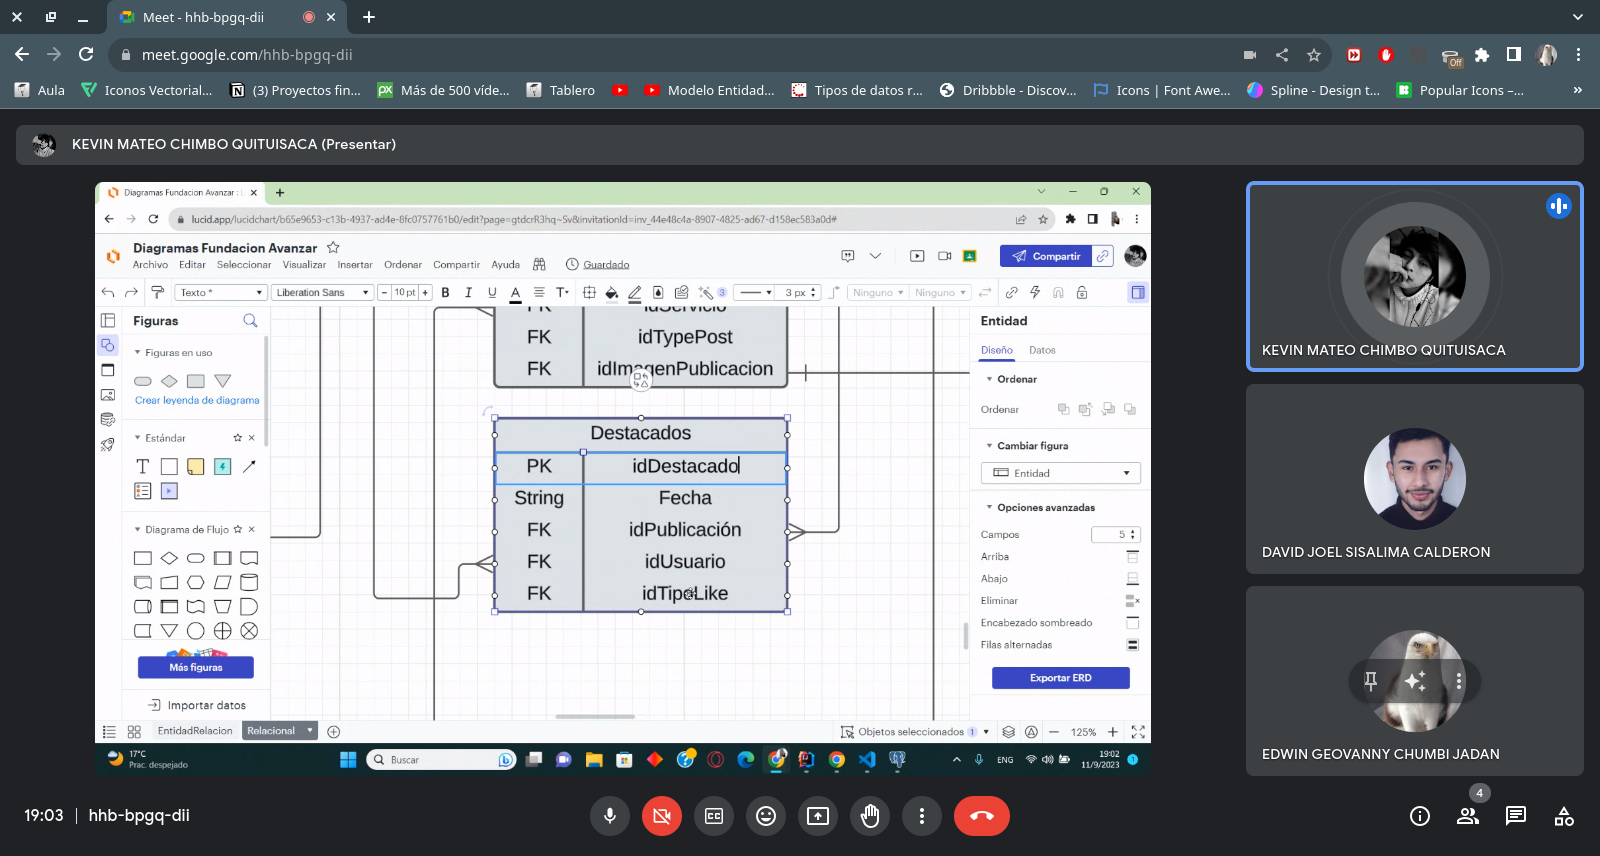 Meet - hhb-bpgq-dii
meet.google.com/hhb-bpgq-dii
Off
Aula
Iconos Vectorial...
(3) Proyectos fin...
Más de 500 víde...
Tablero
Modelo Entidad...
Tipos de datos r...
Dribbble - Discov...
Icons | Font Awe...
Spline - Design t...
Popular Icons –...
»
KEVIN MATEO CHIMBO QUITUISACA (Presentar)
Diagramas Fundacion Avanzar :
lucid.app/lucidchart/b65e9653-c13b-4937-ad4e-8fc0757761b0/edit?page=gtdcrR3hq~Sv&invitationId=inv_44e48c4a-8907-4825-ad67-d158ec583a0d#
Diagramas Fundacion Avanzar
Archivo Editar Seleccionar Visualizar Insertar Ordenar Compartir Ayuda Guardado
Compartir
Texto * Liberation Sans - 10 pt + B I U A T 3 3 px Ninguno Ninguno
Figuras
Figuras en uso
Crear leyenda de diagrama
Estándar
T
Diagrama de Flujo
Más figuras
Importar datos
FK idServicio
FK idTypePost
FK idImagenPublicacion
Destacados
PK idDestacado
String Fecha
FK idPublicación
FK idUsuario
FK idTipoLike
Entidad
Diseño Datos
Ordenar
Ordenar
Cambiar figura
Entidad
Opciones avanzadas
Campos 5
Arriba
Abajo
Eliminar
Encabezado sombreado
Filas alternadas
Exportar ERD
EntidadRelacion Relacional
Objetos seleccionados 1
125%
17°C
Prac. despejado
Buscar
ENG
19:02
11/9/2023
1
KEVIN MATEO CHIMBO QUITUISACA
DAVID JOEL SISALIMA CALDERON
EDWIN GEOVANNY CHUMBI JADAN
19:03 | hhb-bpgq-dii
CC
4